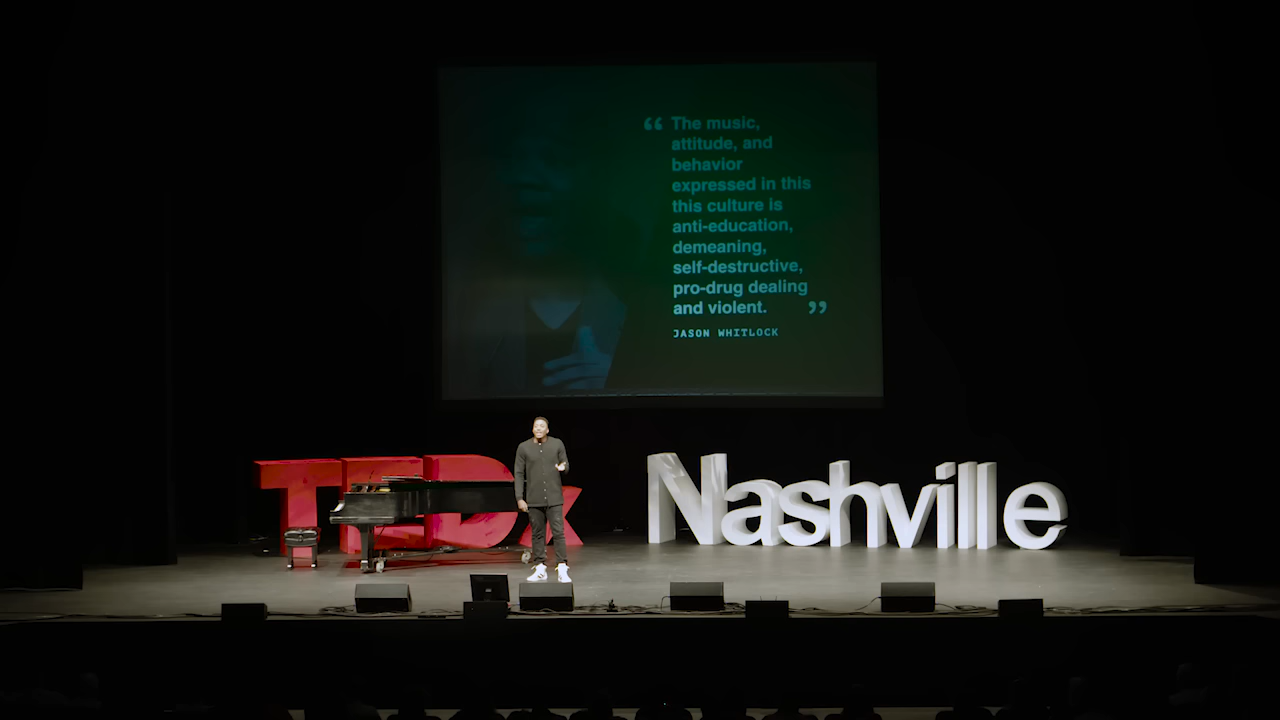 “ The music,
attitude, and
behavior
expressed in this
this culture is
anti-education,
demeaning,
self-destructive,
pro-drug dealing
and violent. ”
JASON WHITLOCK
TEDx Nashville